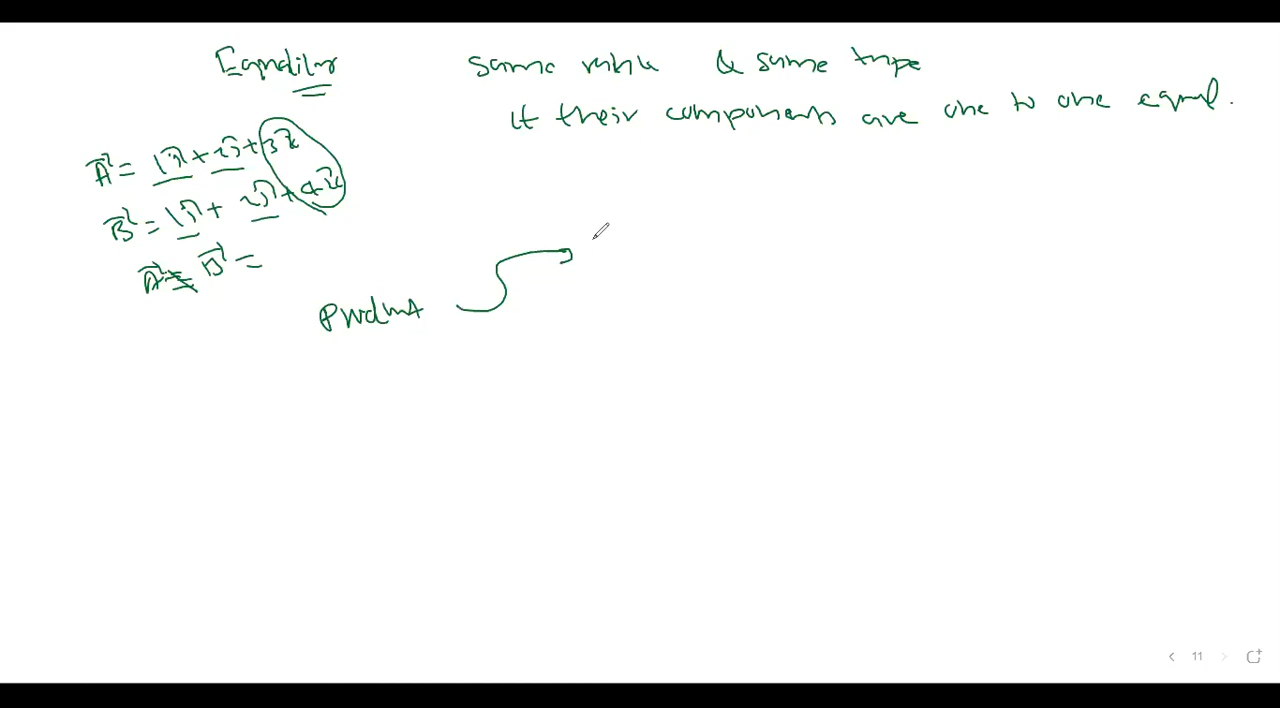 Equality same rank & same type
if their components are one to one equal.
A⃗ = 1î + 2ĵ + 3k̂
B⃗ = 1î + 2ĵ + 4k̂
A⃗ ≠ B⃗ =
Product
11